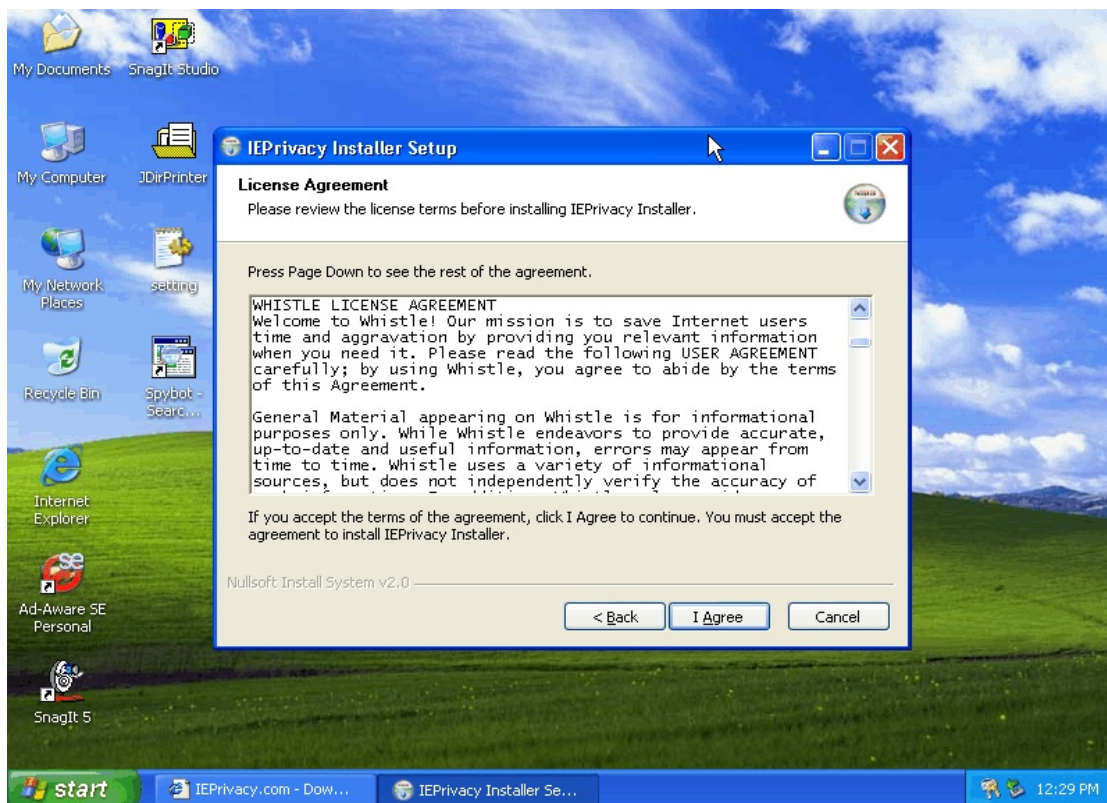 My Documents
SnagIt Studio
My Computer
JDirPrinter
My Network
Places
setting
Recycle Bin
Spybot -
Searc...
Internet
Explorer
Ad-Aware SE
Personal
SnagIt 5
IEPrivacy Installer Setup
License Agreement
Please review the license terms before installing IEPrivacy Installer.
Press Page Down to see the rest of the agreement.
WHISTLE LICENSE AGREEMENT
Welcome to Whistle! Our mission is to save Internet users
time and aggravation by providing you relevant information
when you need it. Please read the following USER AGREEMENT
carefully; by using Whistle, you agree to abide by the terms
of this Agreement.
General Material appearing on Whistle is for informational
purposes only. While Whistle endeavors to provide accurate,
up-to-date and useful information, errors may appear from
time to time. Whistle uses a variety of informational
sources, but does not independently verify the accuracy of
If you accept the terms of the agreement, click I Agree to continue. You must accept the
agreement to install IEPrivacy Installer.
Nullsoft Install System v2.0
< Back
I Agree
Cancel
start
IEPrivacy.com - Dow...
IEPrivacy Installer Se...
12:29 PM